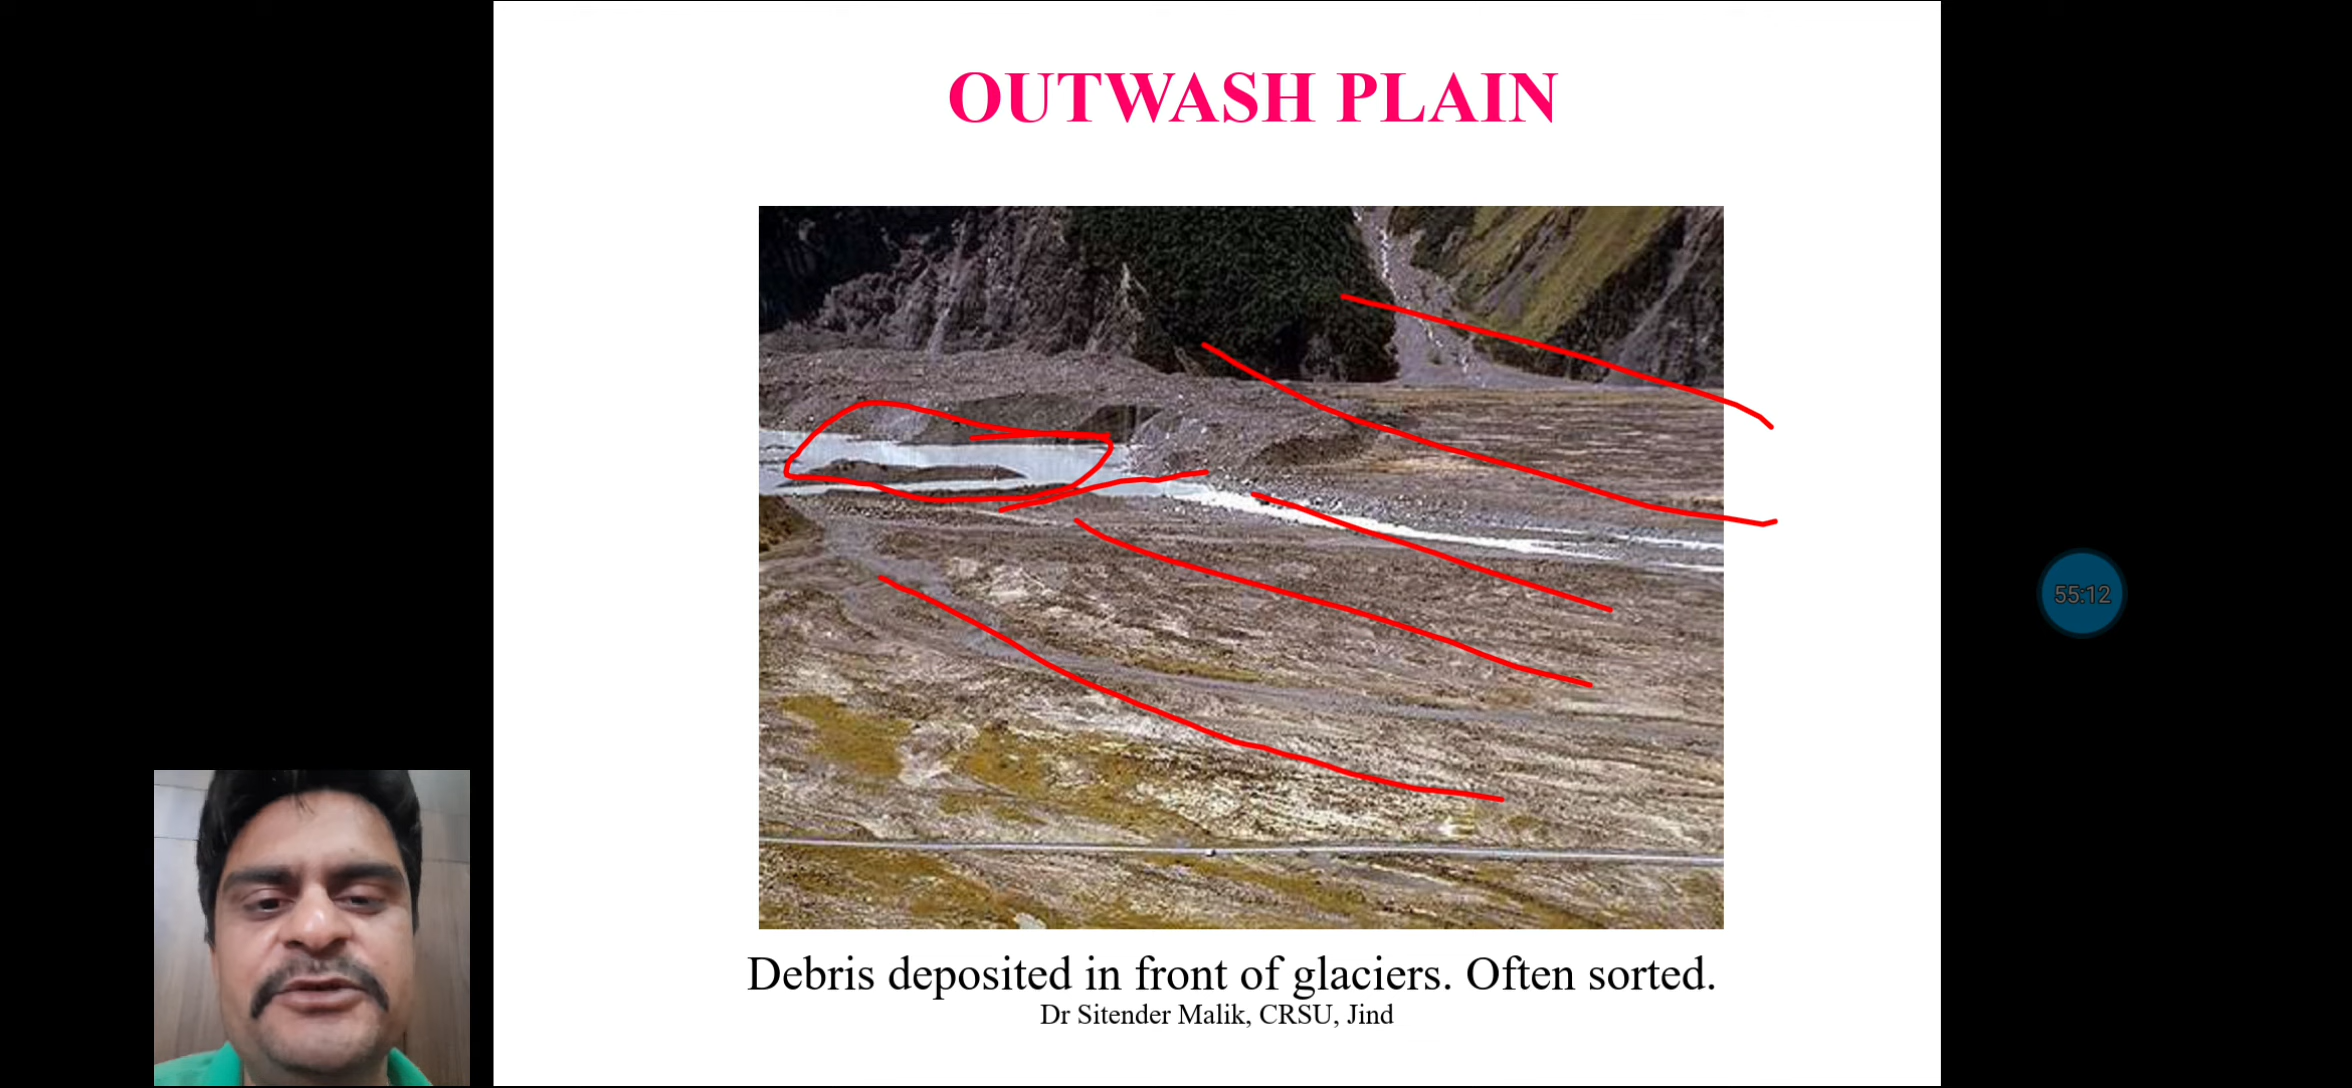 OUTWASH PLAIN
Debris deposited in front of glaciers. Often sorted.
Dr Sitender Malik, CRSU, Jind
55:12